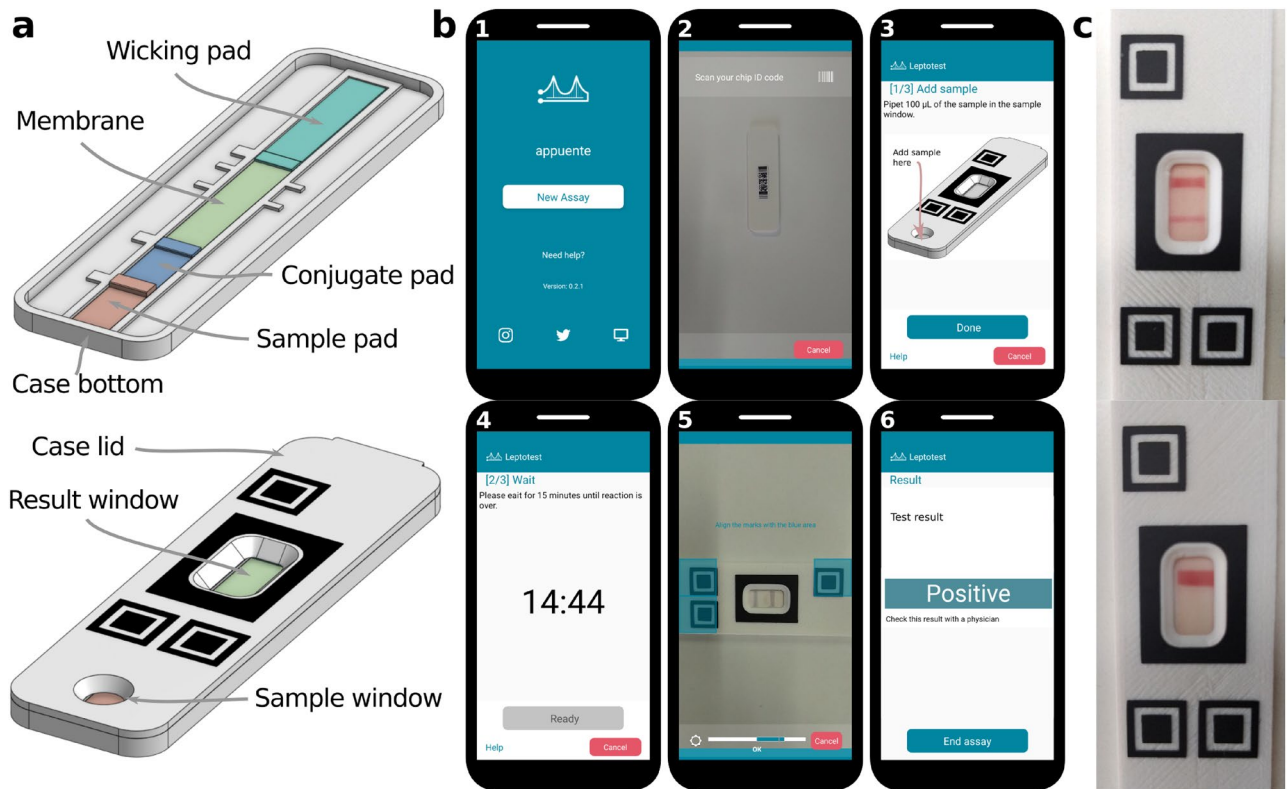 a
Wicking pad
Membrane
Conjugate pad
Sample pad
Case bottom
Case lid
Result window
Sample window
b
1
appuente
New Assay
Need help?
Version: 0.2.1
2
Scan your chip ID code
Cancel
3
Leptotest
[1/3] Add sample
Pipet 100 µL of the sample in the sample
window.
Add sample
here
Done
Help
Cancel
4
Leptotest
[2/3] Wait
Please eait for 15 minutes until reaction is
over.
14:44
Ready
Help
Cancel
5
Align the marks with the blue area
OK
Cancel
6
Leptotest
Result
Test result
Positive
Check this result with a physician
End assay
c